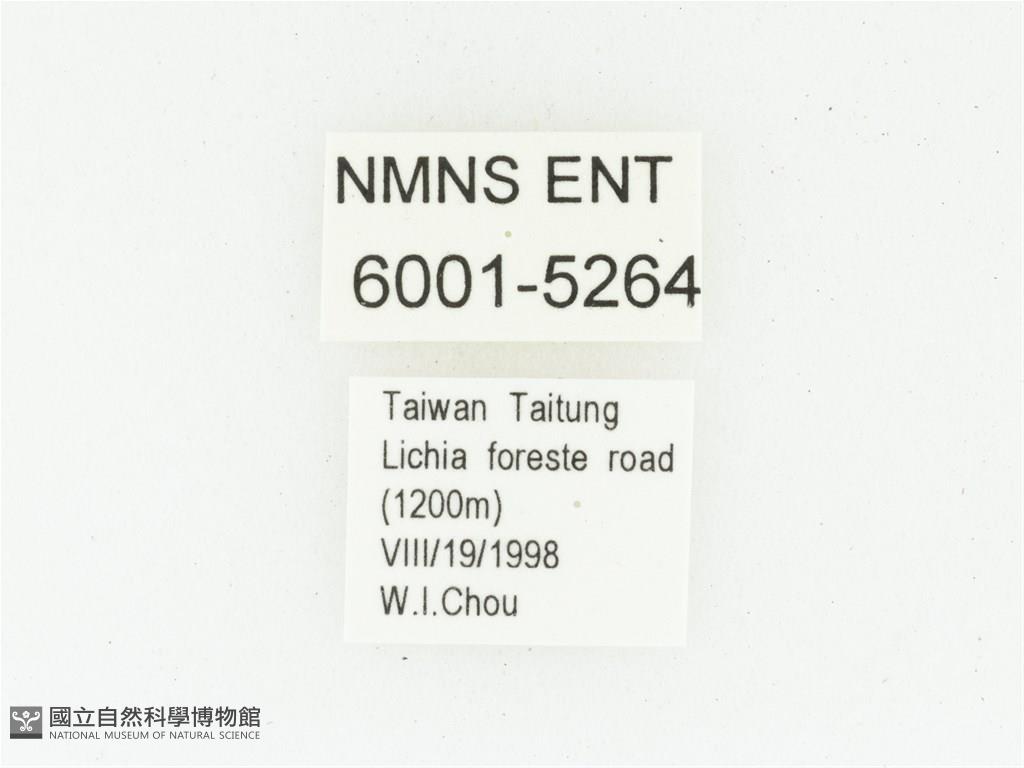 NMNS ENT
6001-5264
Taiwan Taitung
Lichia foreste road
(1200m)
VIII/19/1998
W.I.Chou
國立自然科學博物館
NATIONAL MUSEUM OF NATURAL SCIENCE